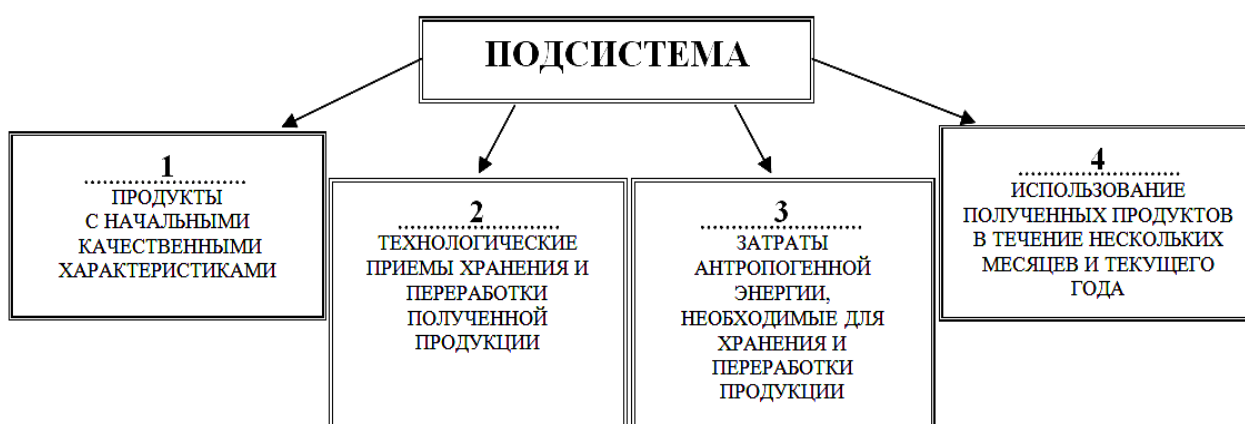 ПОДСИСТЕМА
1
ПРОДУКТЫ
С НАЧАЛЬНЫМИ
КАЧЕСТВЕННЫМИ
ХАРАКТЕРИСТИКАМИ
2
ТЕХНОЛОГИЧЕСКИЕ
ПРИЕМЫ ХРАНЕНИЯ И
ПЕРЕРАБОТКИ
ПОЛУЧЕННОЙ
ПРОДУКЦИИ
3
ЗАТРАТЫ
АНТРОПОГЕННОЙ
ЭНЕРГИИ,
НЕОБХОДИМЫЕ ДЛЯ
ХРАНЕНИЯ И
ПЕРЕРАБОТКИ
ПРОДУКЦИИ
4
ИСПОЛЬЗОВАНИЕ
ПОЛУЧЕННЫХ ПРОДУКТОВ
В ТЕЧЕНИЕ НЕСКОЛЬКИХ
МЕСЯЦЕВ И ТЕКУЩЕГО
ГОДА